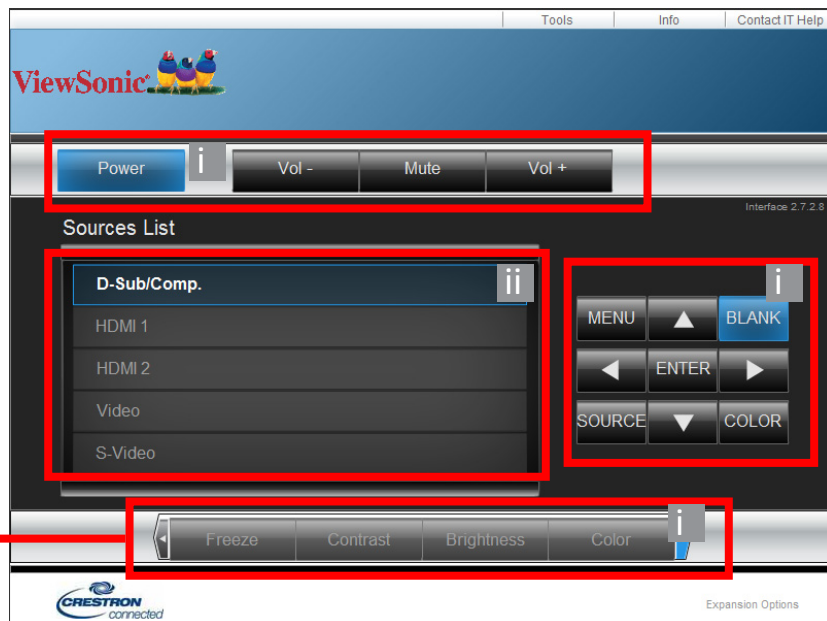 Tools Info Contact IT Help
ViewSonic
Power i Vol - Mute Vol +
Interface 2.7.2.8
Sources List
D-Sub/Comp. ii
HDMI 1
HDMI 2
Video
S-Video
i
MENU BLANK
ENTER
SOURCE COLOR
Freeze Contrast Brightness Color i
CRESTRON
connected
Expansion Options